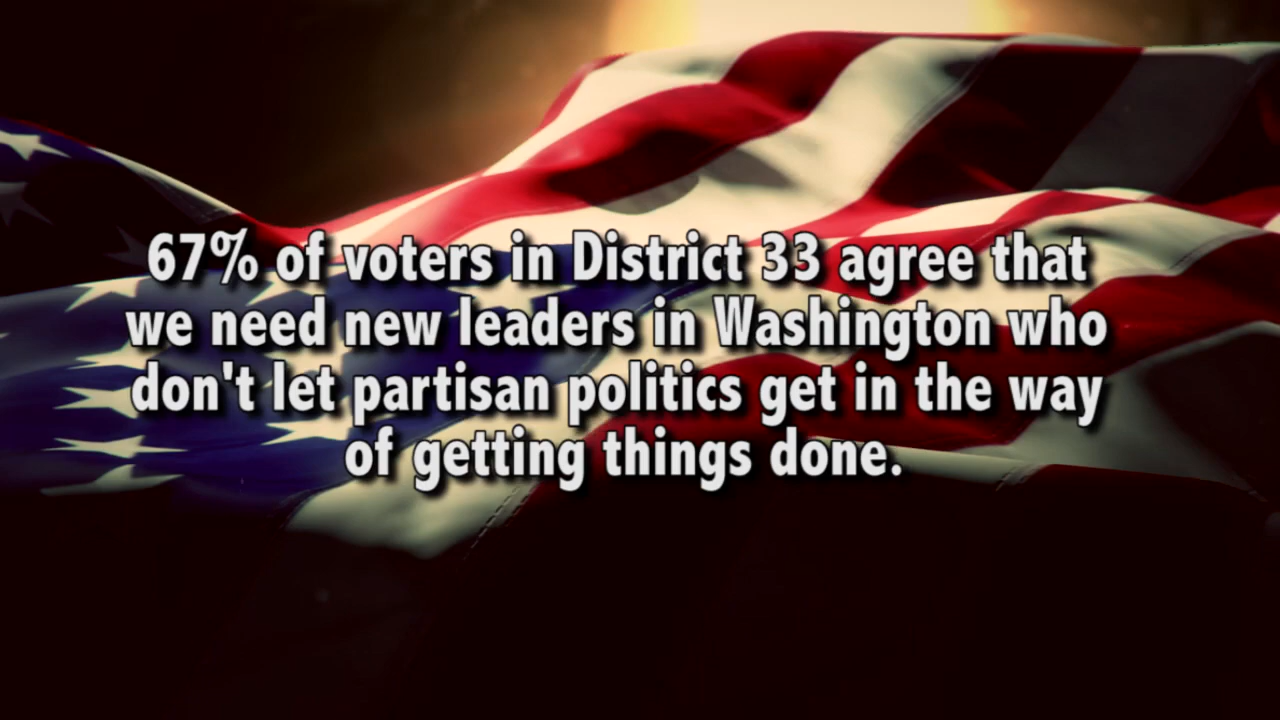 67% of voters in District 33 agree that
we need new leaders in Washington who
don't let partisan politics get in the way
of getting things done.